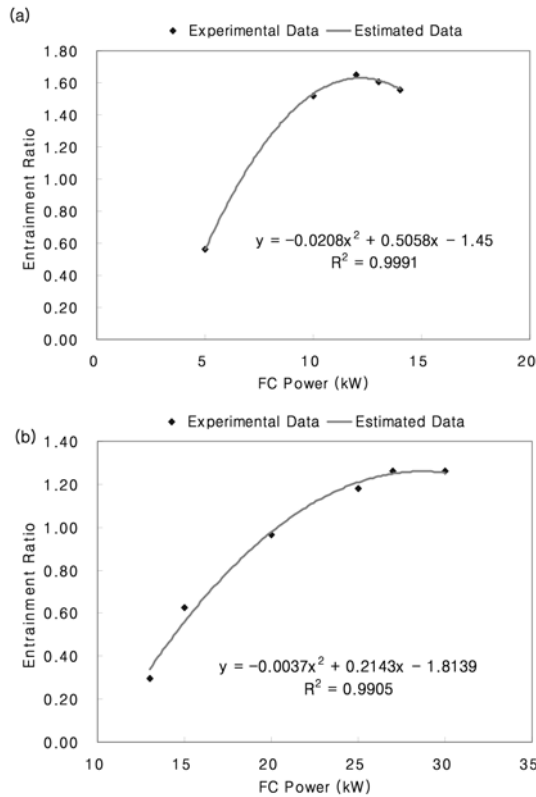 (a)
Experimental Data Estimated Data
1.80
1.60
1.40
1.20
1.00
0.80
0.60
0.40
0.20
0.00
Entrainment Ratio
y = −0.0208x² + 0.5058x − 1.45
R² = 0.9991
0 5 10 15 20
FC Power (kW)
(b)
Experimental Data Estimated Data
1.40
1.20
1.00
0.80
0.60
0.40
0.20
0.00
Entrainment Ratio
y = −0.0037x² + 0.2143x − 1.8139
R² = 0.9905
10 15 20 25 30 35
FC Power (kW)